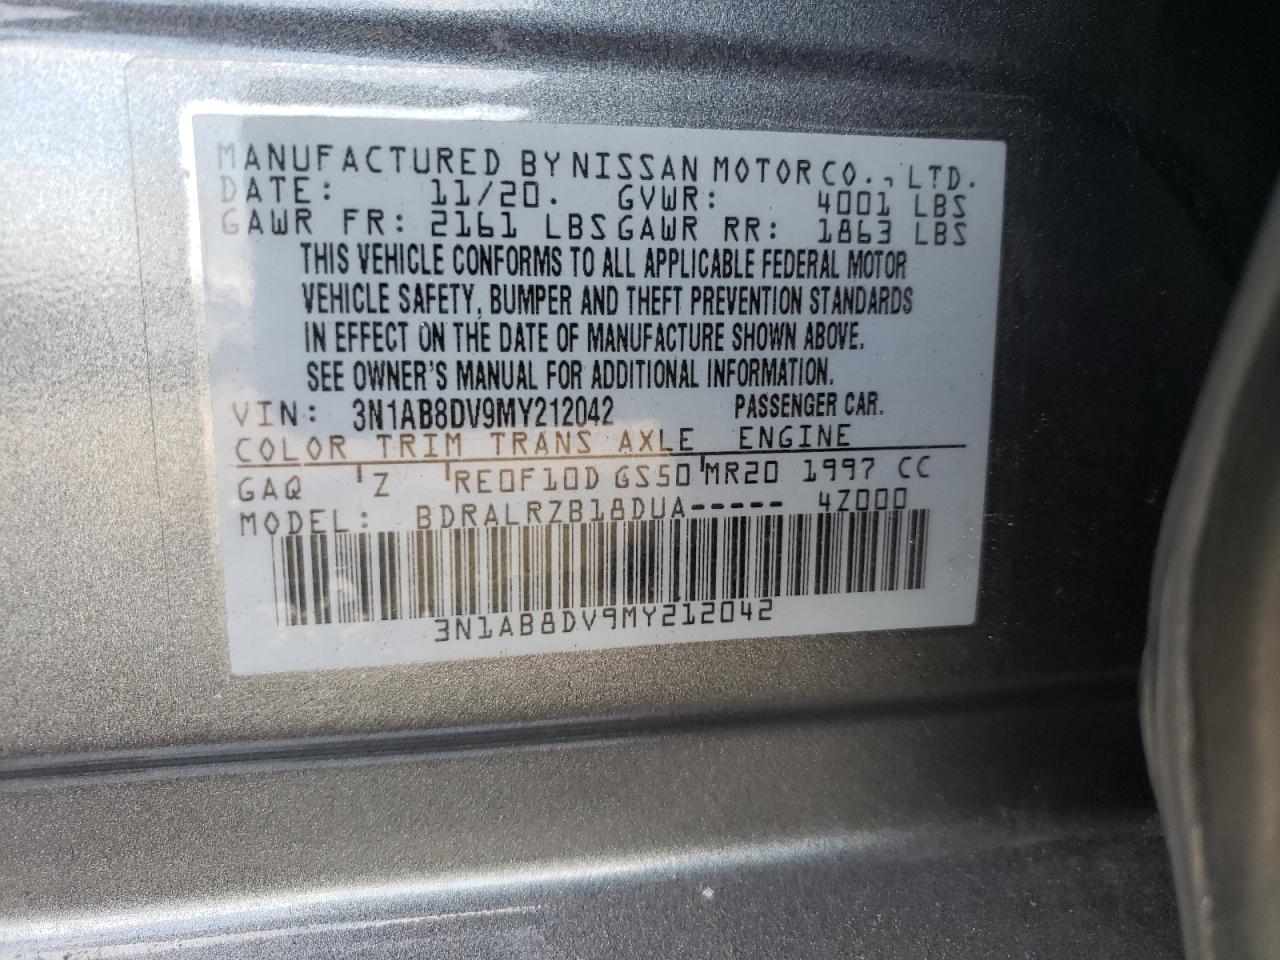 MANUFACTURED BY NISSAN MOTOR CO., LTD.
DATE: 11/20. GVWR: 4001 LBS
GAWR FR: 2161 LBS GAWR RR: 1863 LBS
THIS VEHICLE CONFORMS TO ALL APPLICABLE FEDERAL MOTOR
VEHICLE SAFETY, BUMPER AND THEFT PREVENTION STANDARDS
IN EFFECT ON THE DATE OF MANUFACTURE SHOWN ABOVE.
SEE OWNER'S MANUAL FOR ADDITIONAL INFORMATION.
VIN: 3N1AB8DV9MY212042 PASSENGER CAR.
COLOR TRIM TRANS AXLE ENGINE
GAQ Z RE0F10D GS50 MR20 1997 CC
MODEL: BDRALRZB18DUA----- 4Z000
3N1AB8DV9MY212042